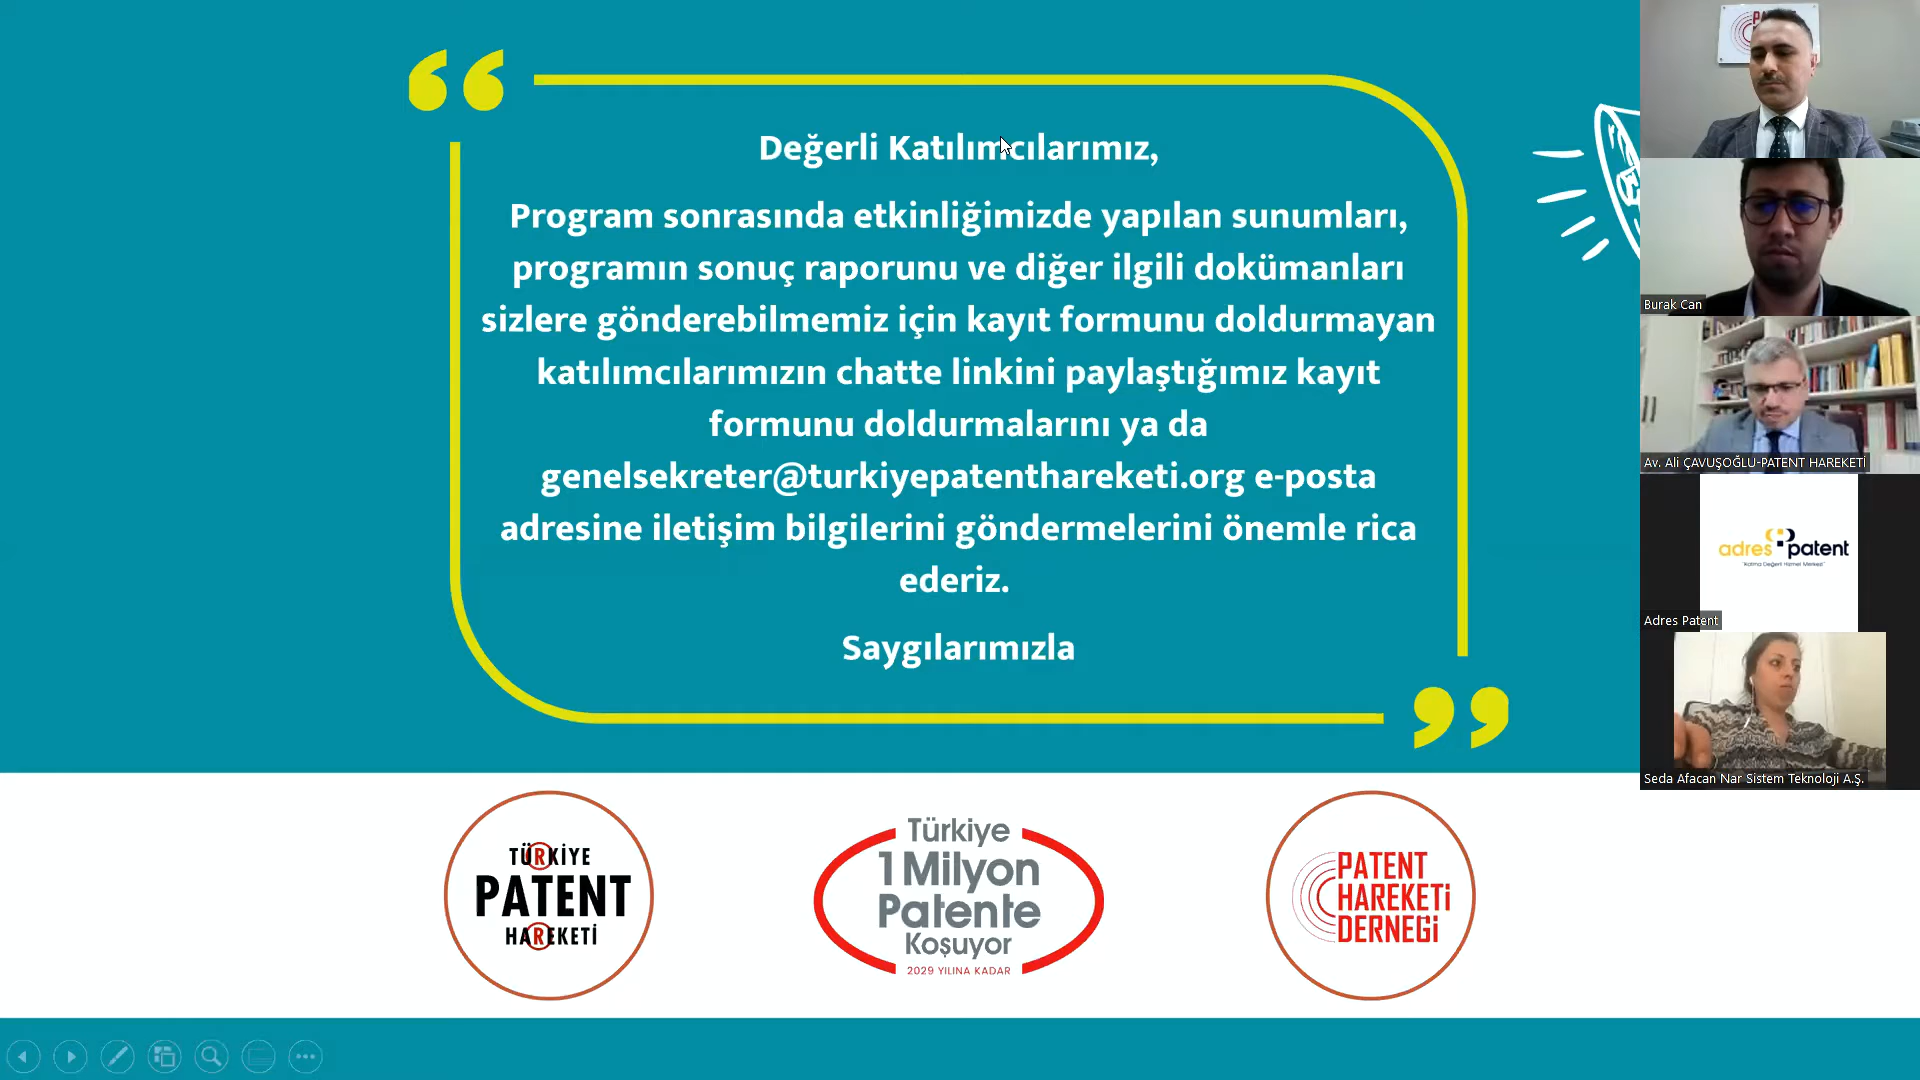 Değerli Katılımcılarımız,
Program sonrasında etkinliğimizde yapılan sunumları,
programın sonuç raporunu ve diğer ilgili dokümanları
sizlere gönderebilmemiz için kayıt formunu doldurmayan
katılımcılarımızın chatte linkini paylaştığımız kayıt
formunu doldurmalarını ya da
genelsekreter@turkiyepatenthareketi.org e-posta
adresine iletişim bilgilerini göndermelerini önemle rica
ederiz.
Saygılarımızla
TÜRKİYE
PATENT
HAREKETİ
Türkiye
1 Milyon
Patente
Koşuyor
2029 YILINA KADAR
PATENT
HAREKETİ
DERNEĞİ
Burak Can
Av. Ali ÇAVUŞOĞLU-PATENT HAREKETİ
adres patent
"Katma Değerli Hizmet Merkezi"
Adres Patent
Seda Afacan Nar Sistem Teknoloji A.Ş.